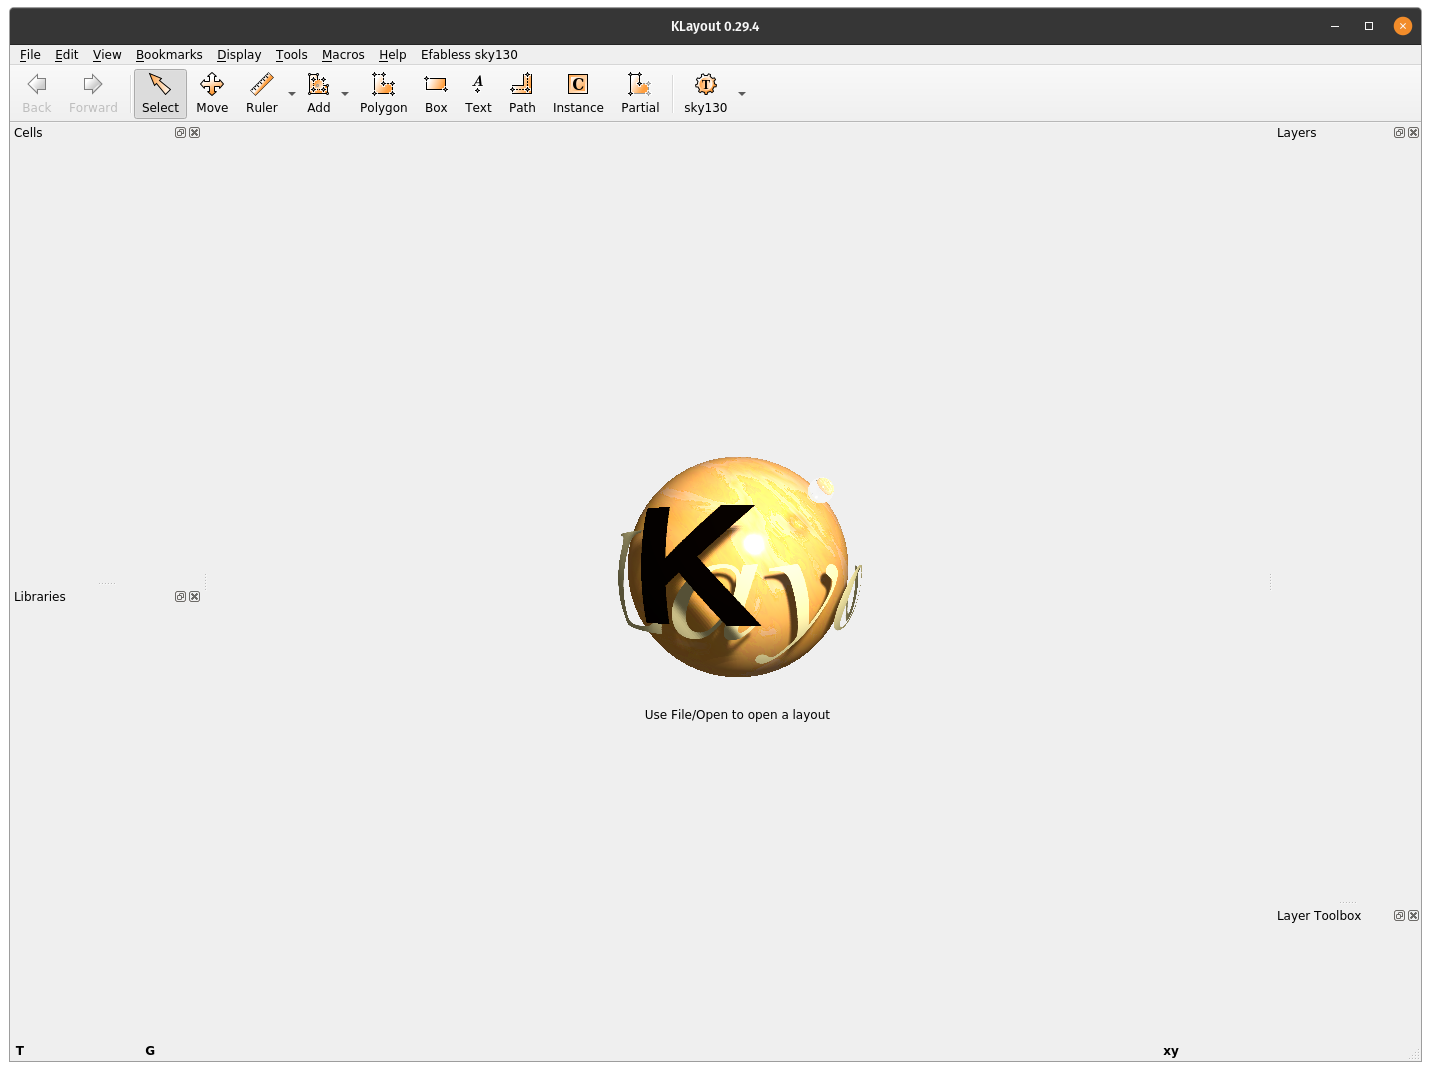 KLayout 0.29.4
File Edit View Bookmarks Display Tools Macros Help Efabless sky130
Back Forward Select Move Ruler Add Polygon Box Text Path Instance Partial sky130
Cells
Layers
K
Layo
Libraries
Use File/Open to open a layout
Layer Toolbox
T G xy